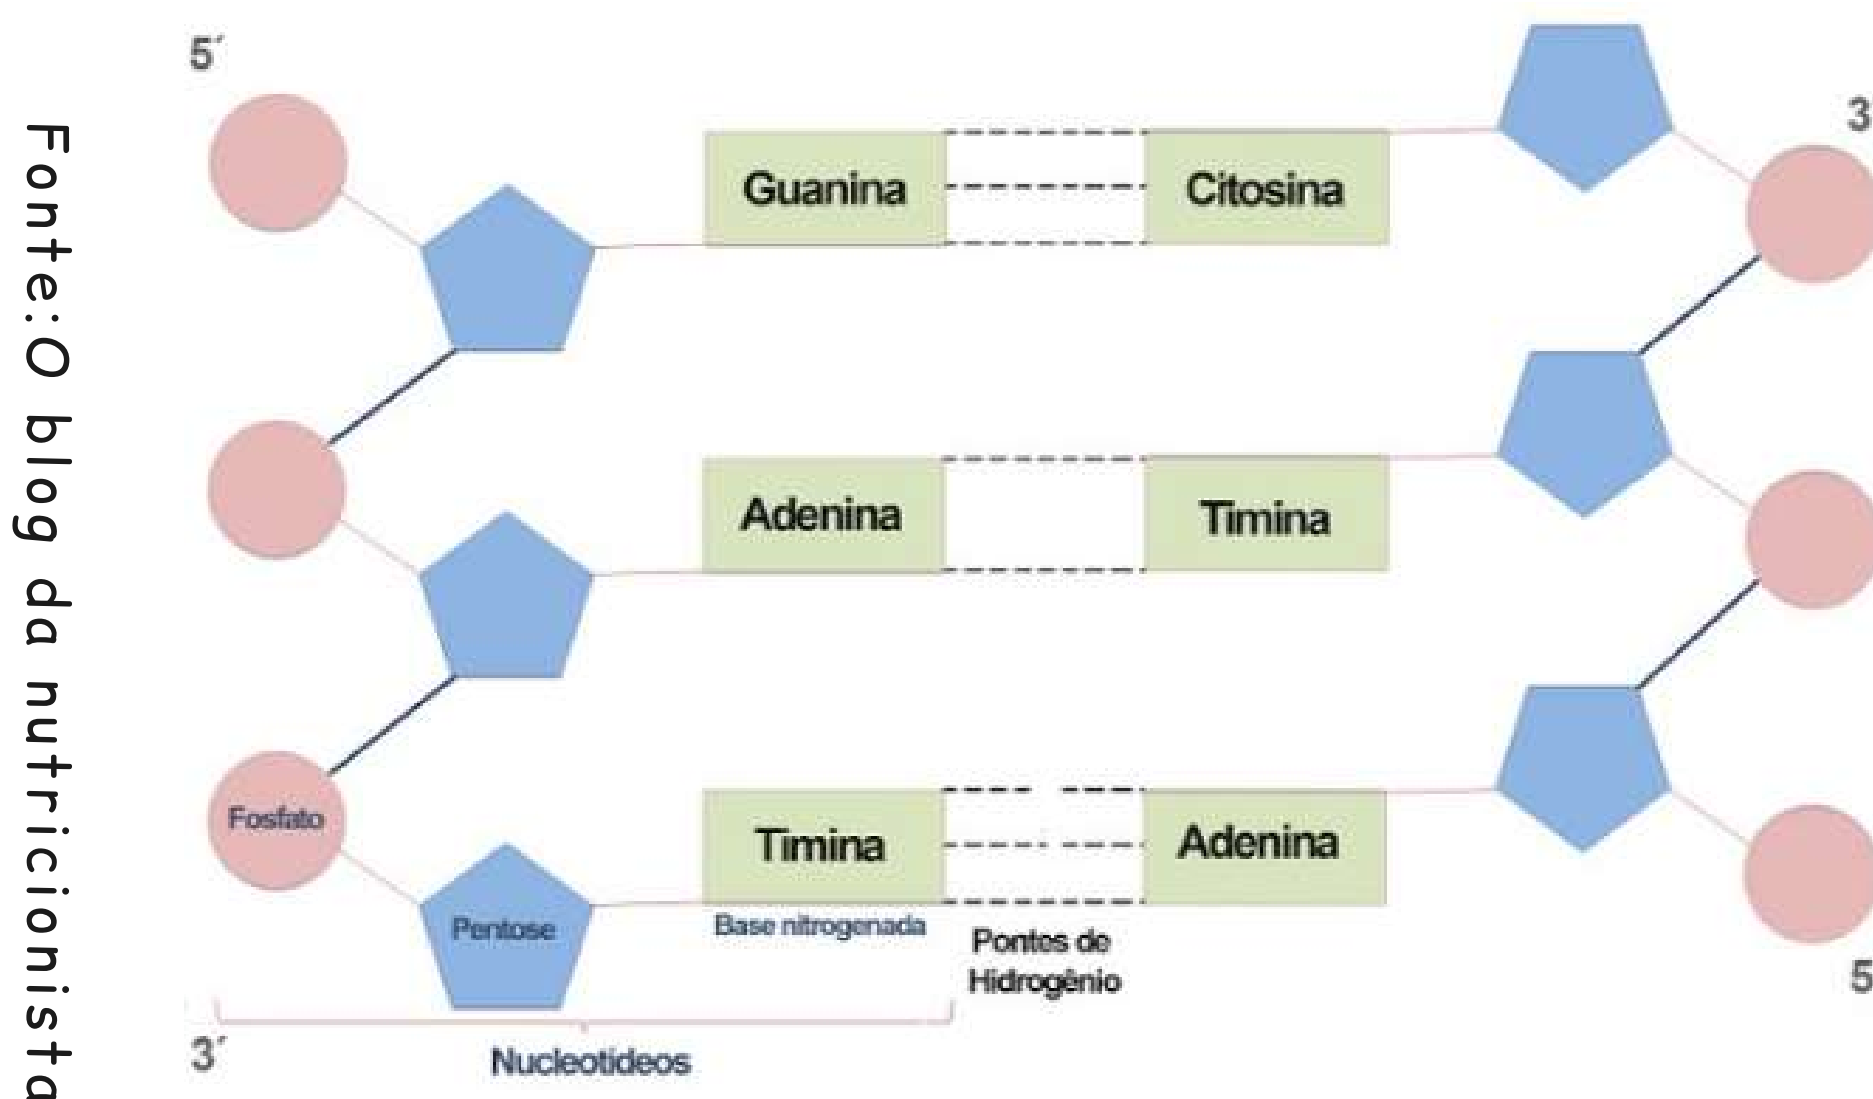 Fonte:O blog da nutricionista
5´
3
Guanina
Citosina
Adenina
Timina
Fosfato
Timina
Adenina
Pentose
Base nitrogenada
Pontes de
Hidrogênio
5
3´
Nucleotídeos